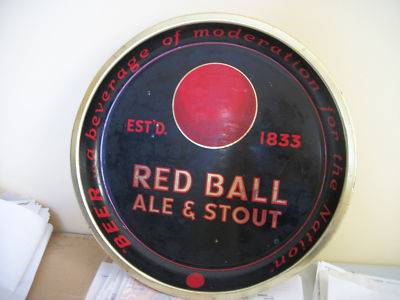 "BEER a beverage of moderation for the Nation"
EST'D. 1833
RED BALL
ALE & STOUT